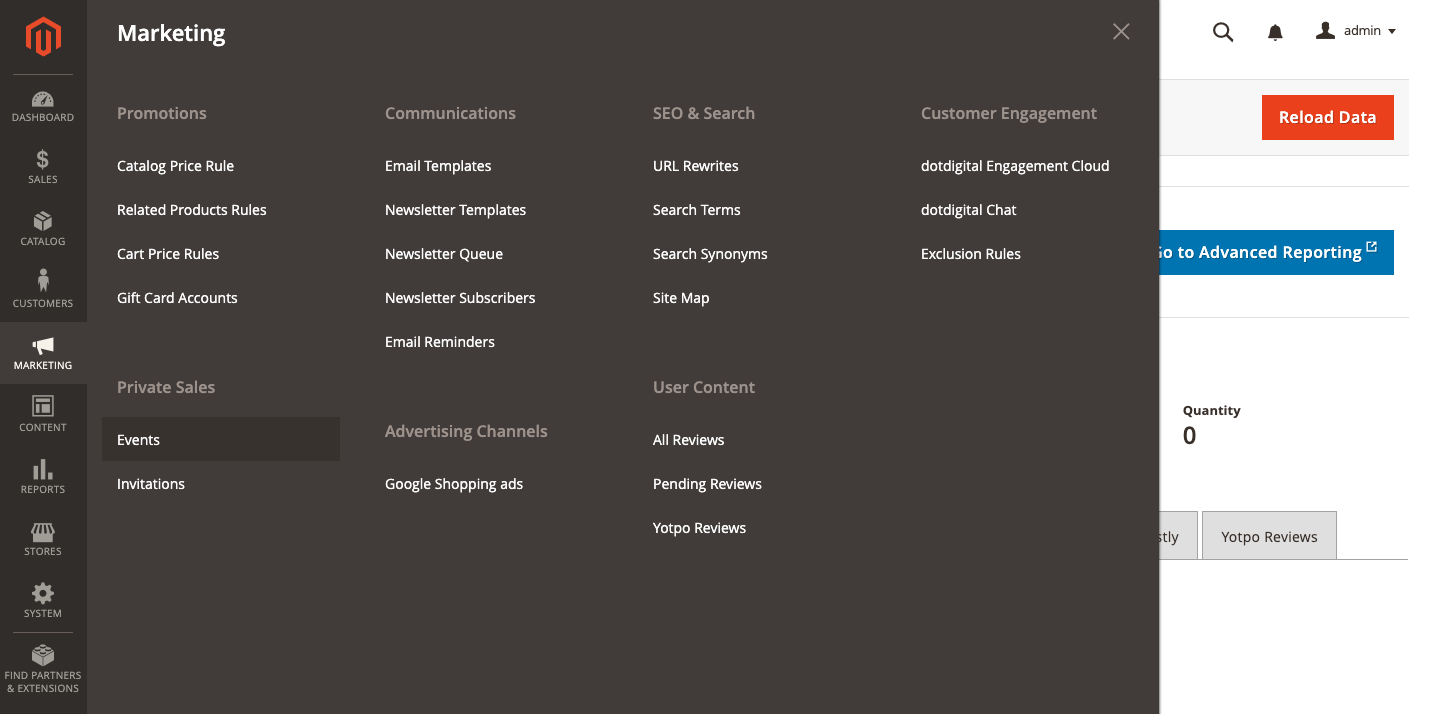 DASHBOARD
SALES
CATALOG
CUSTOMERS
MARKETING
CONTENT
REPORTS
STORES
SYSTEM
FIND PARTNERS
& EXTENSIONS
Marketing
Promotions
Catalog Price Rule
Related Products Rules
Cart Price Rules
Gift Card Accounts
Private Sales
Events
Invitations
Communications
Email Templates
Newsletter Templates
Newsletter Queue
Newsletter Subscribers
Email Reminders
Advertising Channels
Google Shopping ads
SEO & Search
URL Rewrites
Search Terms
Search Synonyms
Site Map
User Content
All Reviews
Pending Reviews
Yotpo Reviews
Customer Engagement
dotdigital Engagement Cloud
dotdigital Chat
Exclusion Rules
admin
Reload Data
to Advanced Reporting
Quantity
0
Yotpo Reviews